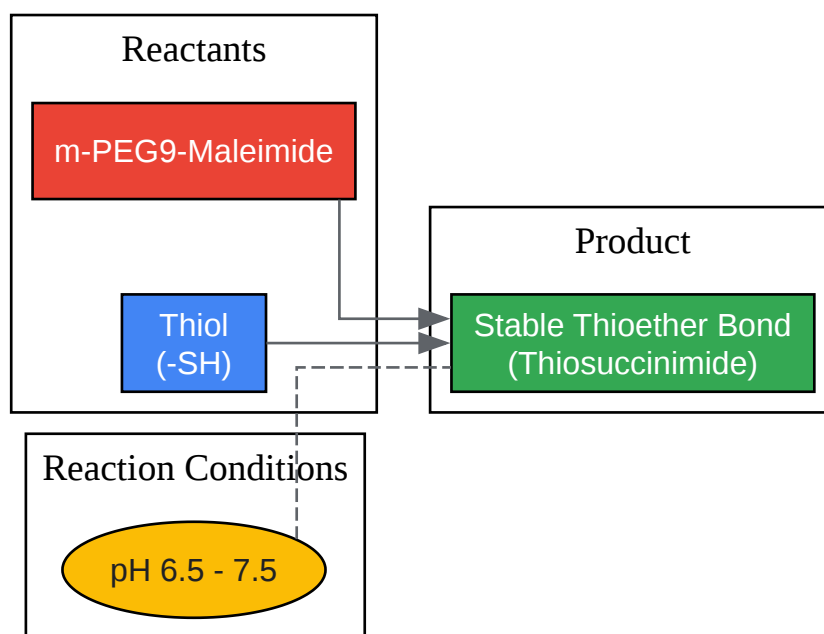 Reactants
m-PEG9-Maleimide
Thiol
(-SH)
Product
Stable Thioether Bond
(Thiosuccinimide)
Reaction Conditions
pH 6.5 - 7.5